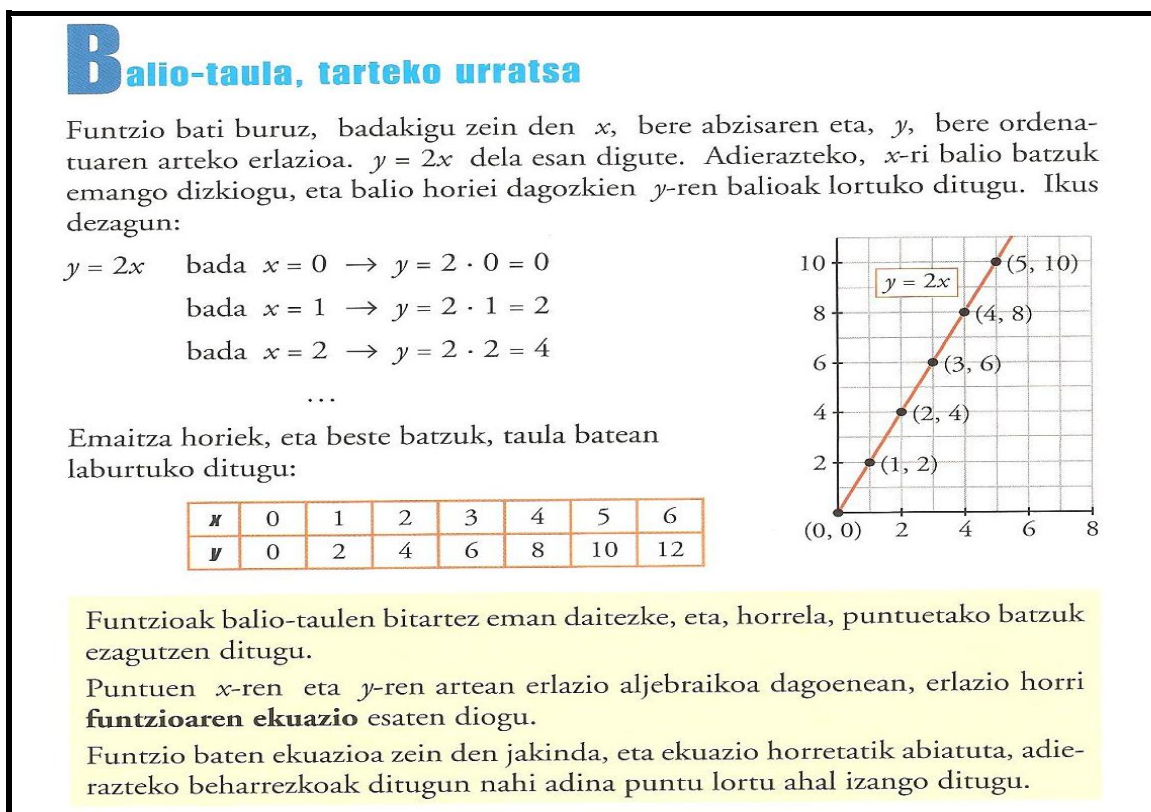 Balio-taula, tarteko urratsa
Funtzio bati buruz, badakigu zein den x, bere abzisaren eta, y, bere ordena-
tuaren arteko erlazioa. y = 2x dela esan digute. Adierazteko, x-ri balio batzuk
emango dizkiogu, eta balio horiei dagozkien y-ren balioak lortuko ditugu. Ikus
dezagun:
y = 2x bada x = 0 → y = 2 · 0 = 0
bada x = 1 → y = 2 · 1 = 2
bada x = 2 → y = 2 · 2 = 4
...
Emaitza horiek, eta beste batzuk, taula batean
laburtuko ditugu:
x 0 1 2 3 4 5 6
y 0 2 4 6 8 10 12
10 (5, 10)
y = 2x
8 (4, 8)
6 (3, 6)
4 (2, 4)
2 (1, 2)
(0, 0) 2 4 6 8
Funtzioak balio-taulen bitartez eman daitezke, eta, horrela, puntuetako batzuk
ezagutzen ditugu.
Puntuen x-ren eta y-ren artean erlazio aljebraikoa dagoenean, erlazio horri
funtzioaren ekuazio esaten diogu.
Funtzio baten ekuazioa zein den jakinda, eta ekuazio horretatik abiatuta, adie-
razteko beharrezkoak ditugun nahi adina puntu lortu ahal izango ditugu.